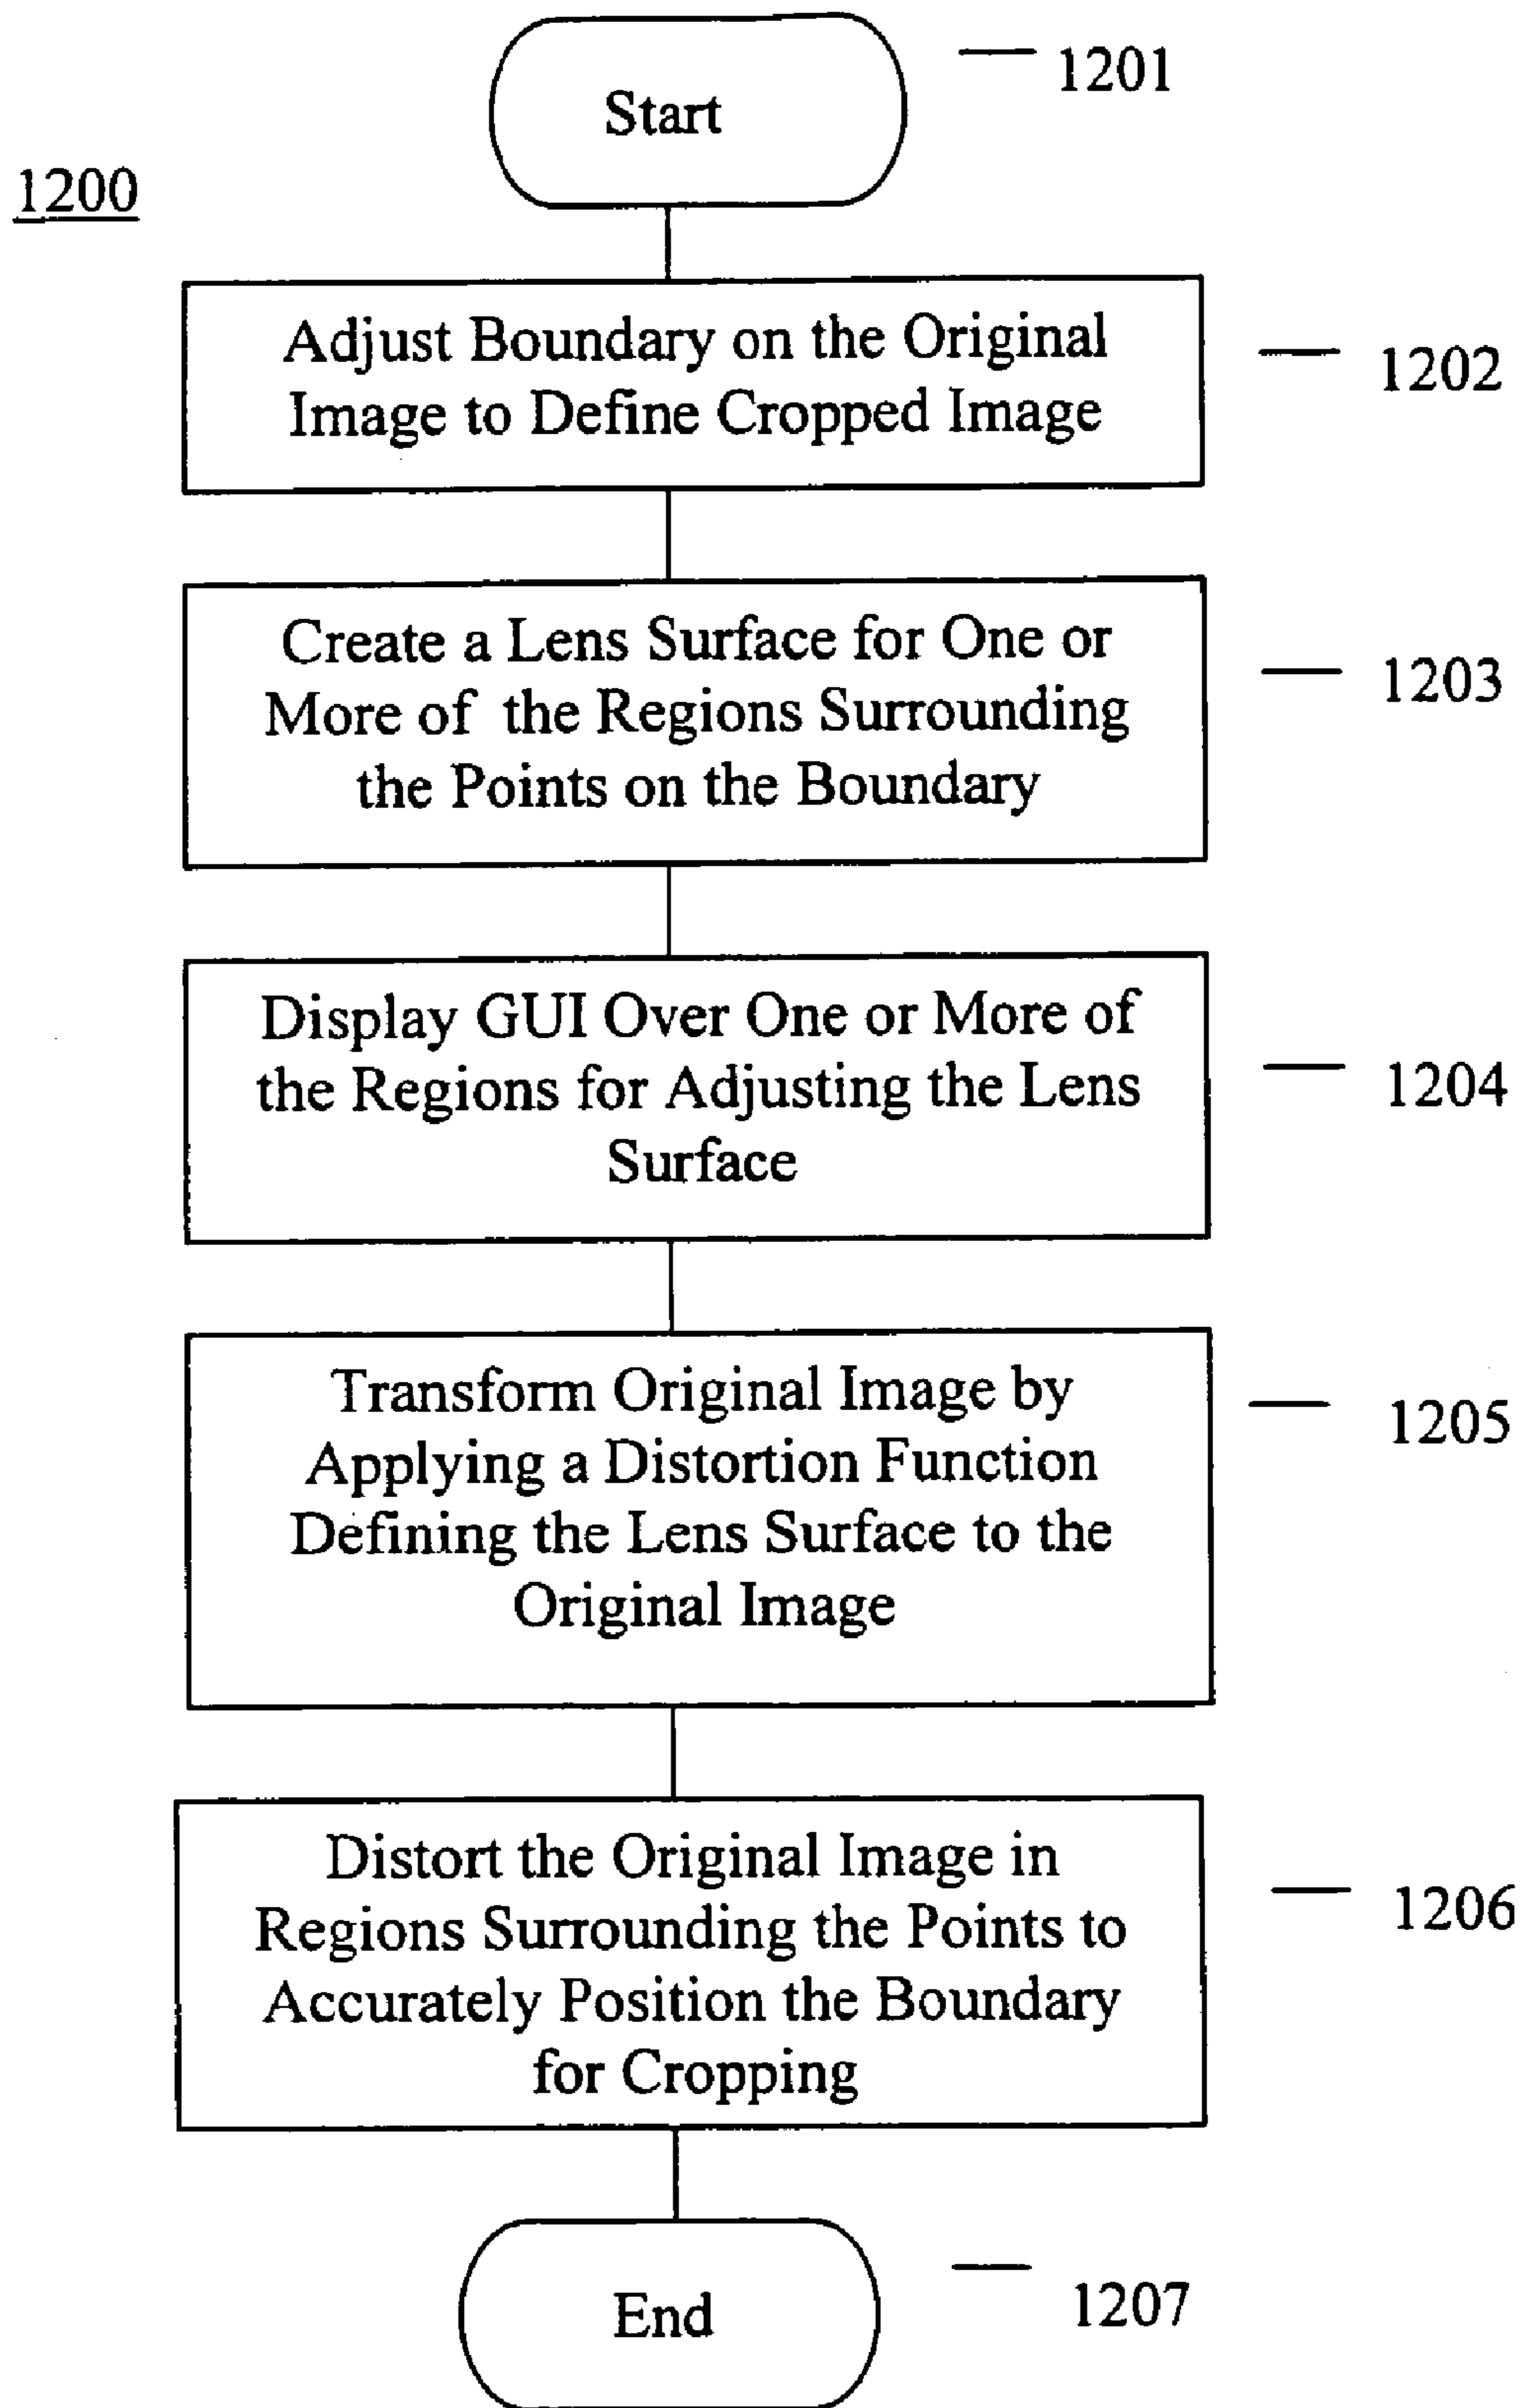 Start
1201
1200
Adjust Boundary on the Original
Image to Define Cropped Image
1202
Create a Lens Surface for One or
More of the Regions Surrounding
the Points on the Boundary
1203
Display GUI Over One or More of
the Regions for Adjusting the Lens
Surface
1204
Transform Original Image by
Applying a Distortion Function
Defining the Lens Surface to the
Original Image
1205
Distort the Original Image in
Regions Surrounding the Points to
Accurately Position the Boundary
for Cropping
1206
End
1207